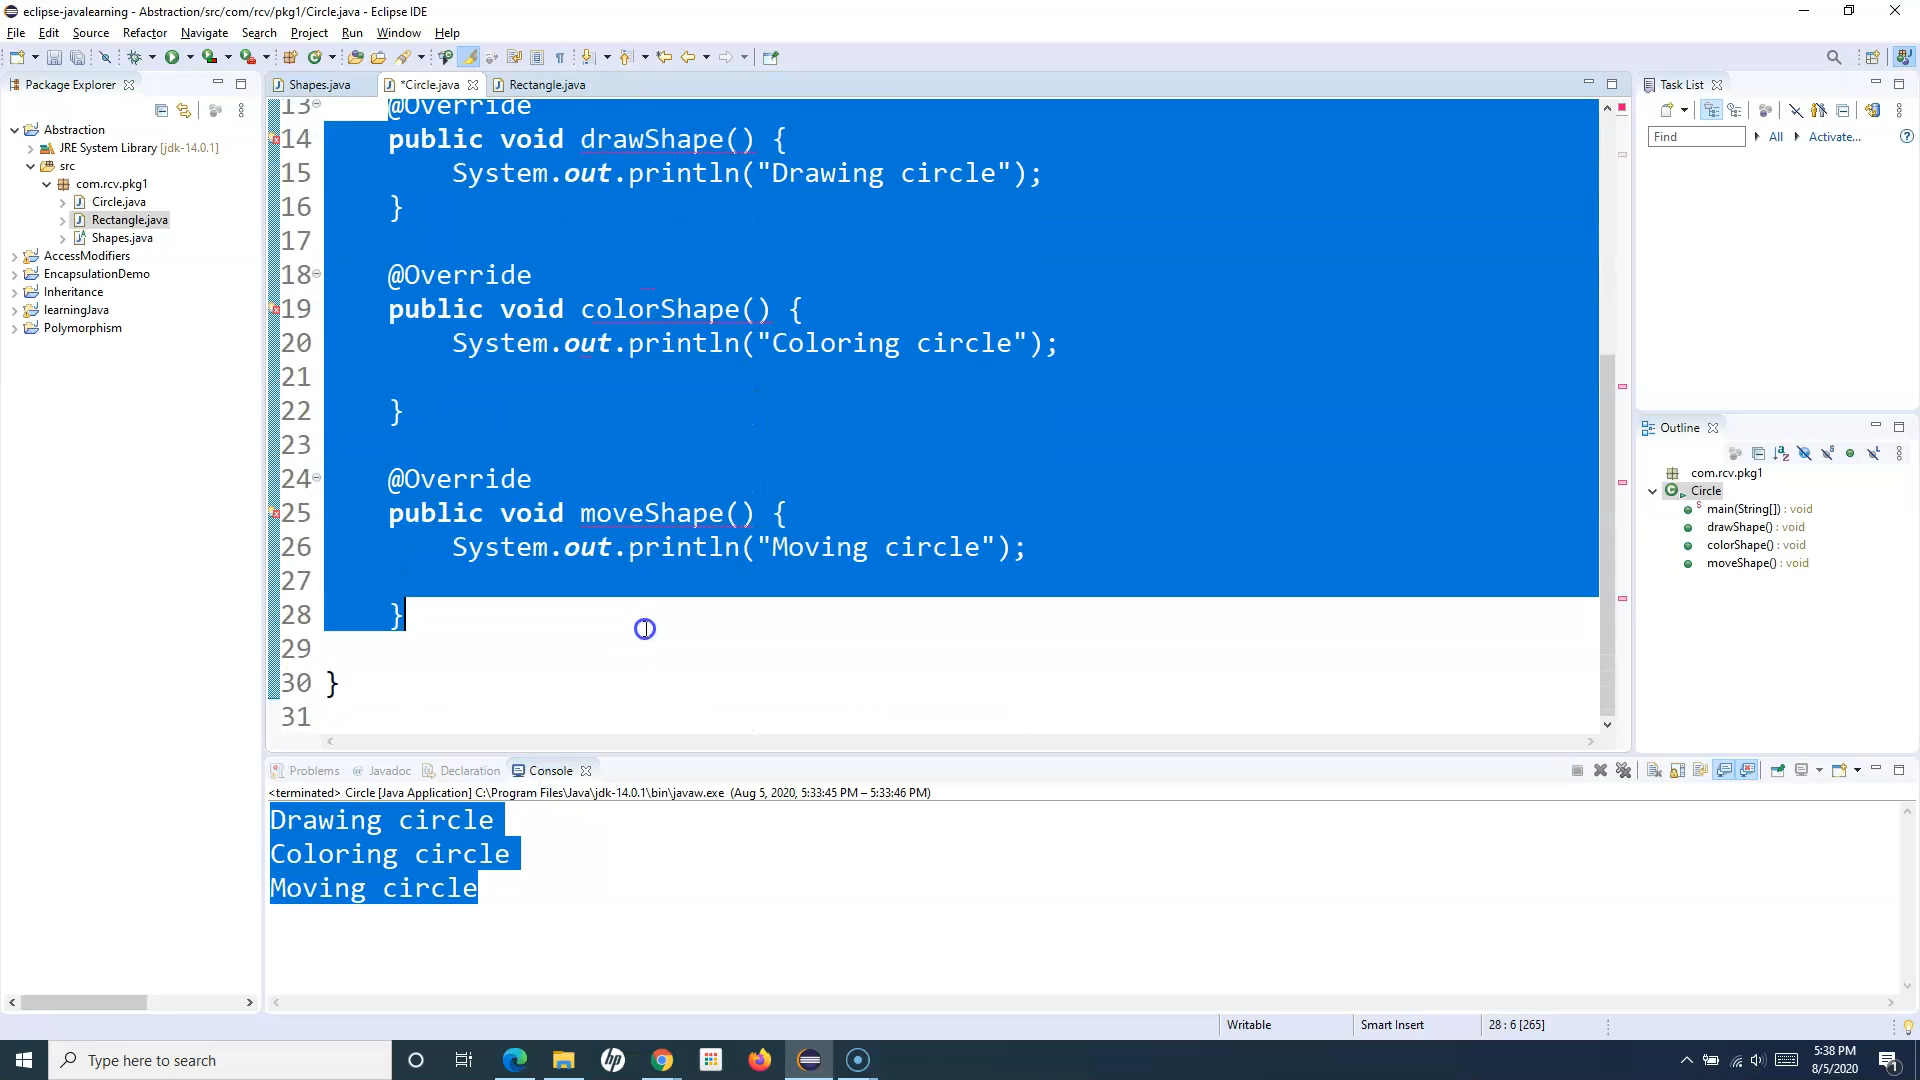 eclipse-javalearning - Abstraction/src/com/rcv/pkg1/Circle.java - Eclipse IDE
File Edit Source Refactor Navigate Search Project Run Window Help
Package Explorer
Abstraction
JRE System Library [jdk-14.0.1]
src
com.rcv.pkg1
Circle.java
Rectangle.java
Shapes.java
AccessModifiers
EncapsulationDemo
Inheritance
learningJava
Polymorphism
Shapes.java *Circle.java Rectangle.java
13 @Override
14 public void drawShape() {
15 System.out.println("Drawing circle");
16 }
17
18 @Override
19 public void colorShape() {
20 System.out.println("Coloring circle");
21
22 }
23
24 @Override
25 public void moveShape() {
26 System.out.println("Moving circle");
27
28 }
29
30 }
31
Task List
Find All Activate...
Outline
com.rcv.pkg1
Circle
main(String[]) : void
drawShape() : void
colorShape() : void
moveShape() : void
Problems @ Javadoc Declaration Console
<terminated> Circle [Java Application] C:\Program Files\Java\jdk-14.0.1\bin\javaw.exe (Aug 5, 2020, 5:33:45 PM – 5:33:46 PM)
Drawing circle
Coloring circle
Moving circle
Writable Smart Insert 28 : 6 [265]
Type here to search
hp
5:38 PM
8/5/2020
1